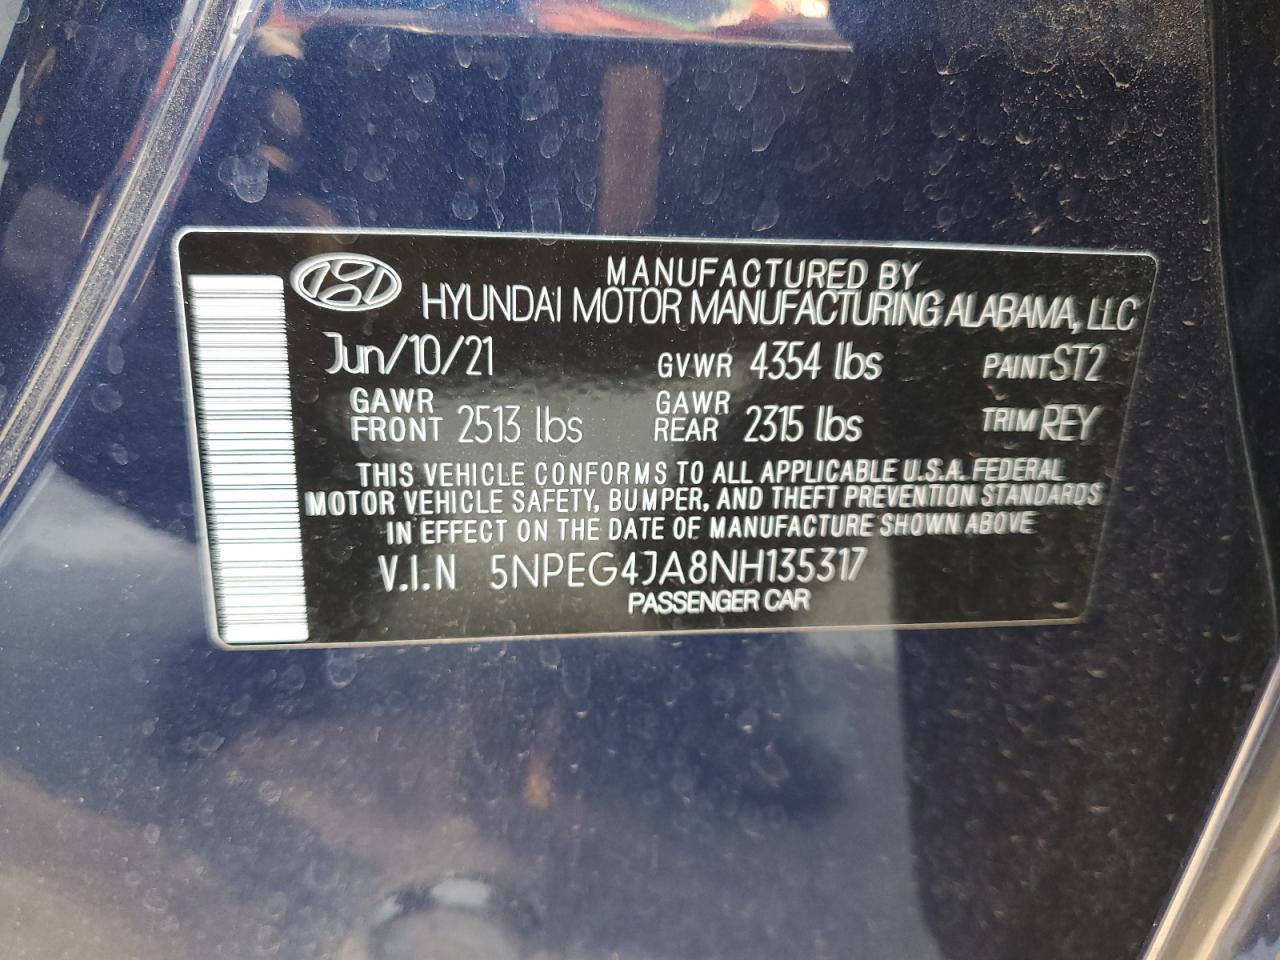 MANUFACTURED BY
HYUNDAI MOTOR MANUFACTURING ALABAMA, LLC
Jun/10/21 GVWR 4354 lbs PAINT ST2
GAWR FRONT 2513 lbs GAWR REAR 2315 lbs TRIM REY
THIS VEHICLE CONFORMS TO ALL APPLICABLE U.S.A. FEDERAL
MOTOR VEHICLE SAFETY, BUMPER, AND THEFT PREVENTION STANDARDS
IN EFFECT ON THE DATE OF MANUFACTURE SHOWN ABOVE
V.I.N 5NPEG4JA8NH135317
PASSENGER CAR